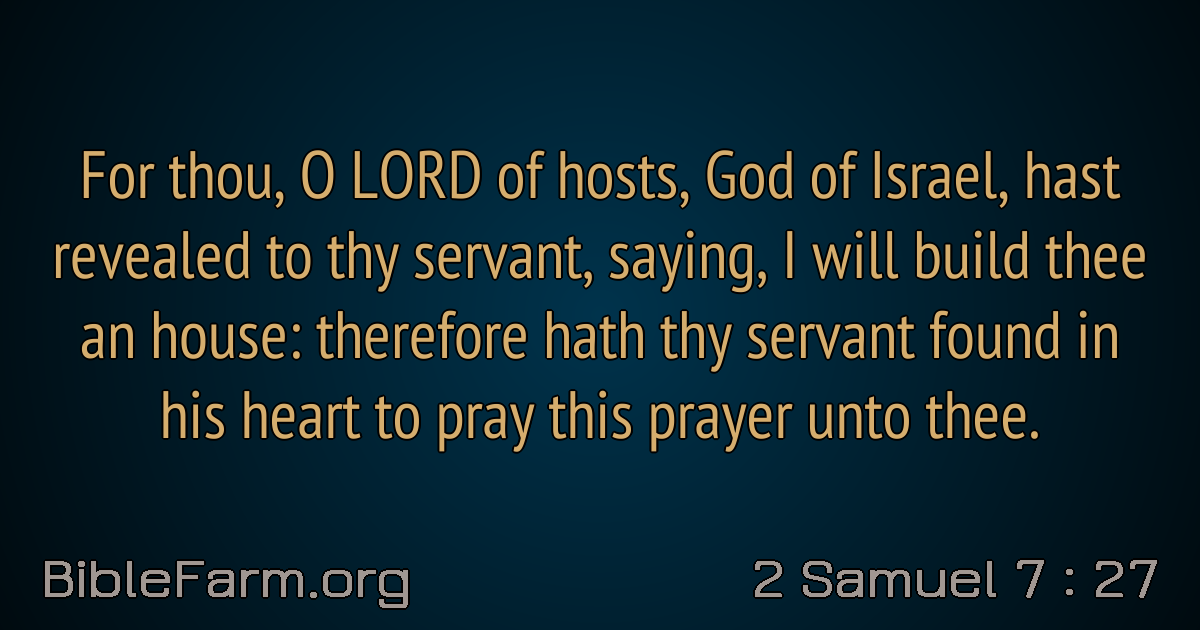 For thou, O LORD of hosts, God of Israel, hast
revealed to thy servant, saying, I will build thee
an house: therefore hath thy servant found in
his heart to pray this prayer unto thee.
BibleFarm.org
2 Samuel 7 : 27